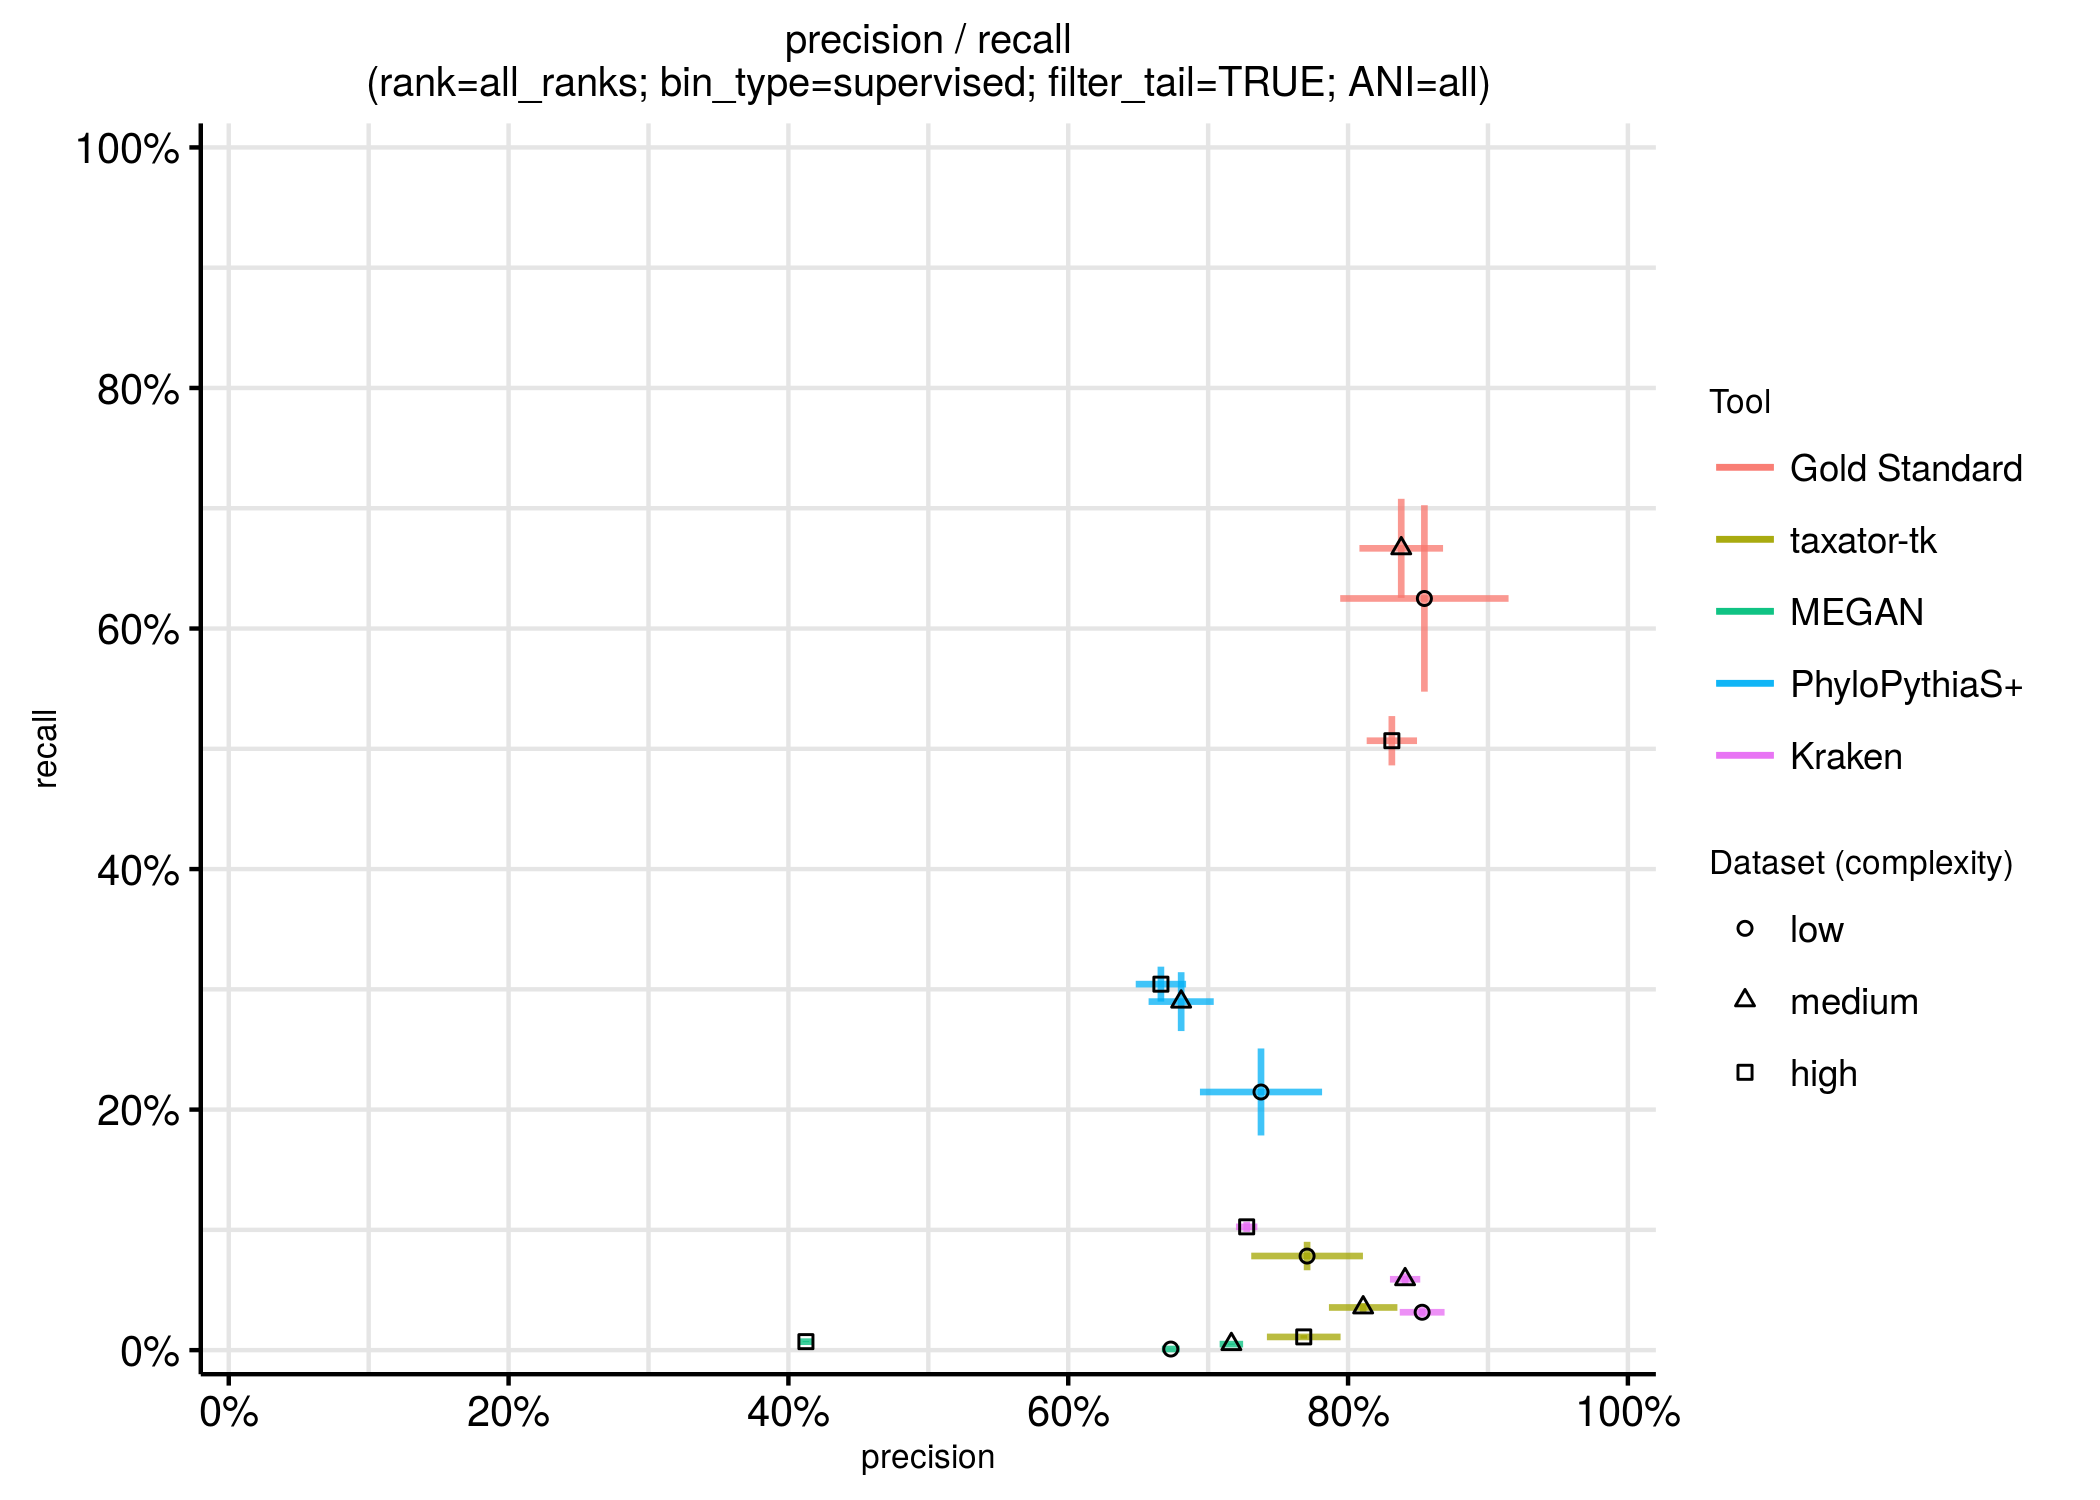 precision / recall
(rank=all_ranks; bin_type=supervised; filter_tail=TRUE; ANI=all)
100%
80%
60%
40%
20%
0%
recall
0%
20%
40%
60%
80%
100%
precision
Tool
Gold Standard
taxator-tk
MEGAN
PhyloPythiaS+
Kraken
Dataset (complexity)
low
medium
high